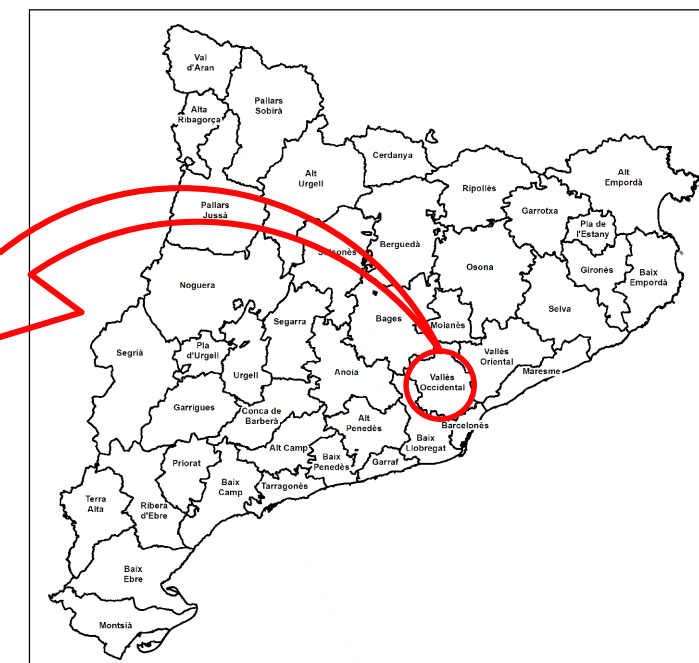 Val
d'Aran
Pallars
Sobirà
Alta
Ribagorça
Cerdanya
Alt
Urgell
Ripollès
Alt
Empordà
Pallars
Jussà
Garrotxa
Pla de
l'Estany
Solsonès
Berguedà
Osona
Gironès
Baix
Empordà
Noguera
Selva
Segarra
Bages
Moianès
Segrià
Pla
d'Urgell
Urgell
Anoia
Vallès
Oriental
Maresme
Vallès
Occidental
Garrigues
Conca de
Barberà
Alt
Penedès
Barcelonès
Baix
Llobregat
Alt Camp
Baix
Penedès
Garraf
Priorat
Baix
Camp
Tarragonès
Terra
Alta
Ribera
d'Ebre
Baix
Ebre
Montsià